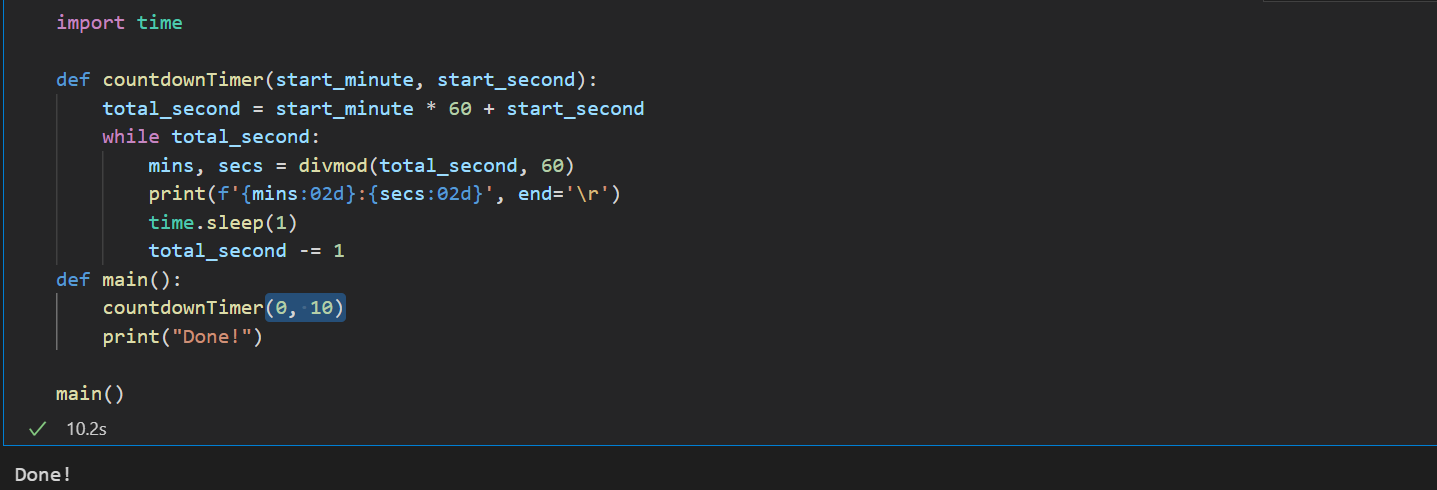 import time
def countdownTimer(start_minute, start_second):
total_second = start_minute * 60 + start_second
while total_second:
mins, secs = divmod(total_second, 60)
print(f'{mins:02d}:{secs:02d}', end='\r')
time.sleep(1)
total_second -= 1
def main():
countdownTimer(0, 10)
print("Done!")
main()
10.2s
Done!